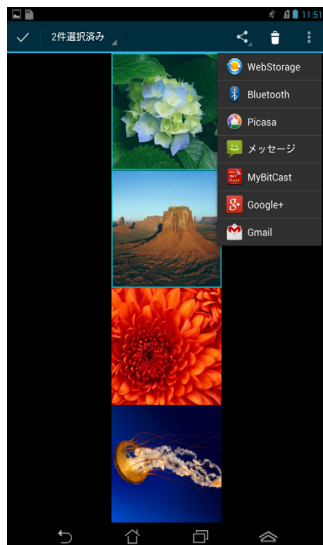 11:51
2件選択済み
WebStorage
Bluetooth
Picasa
メッセージ
MyBitCast
Google+
Gmail